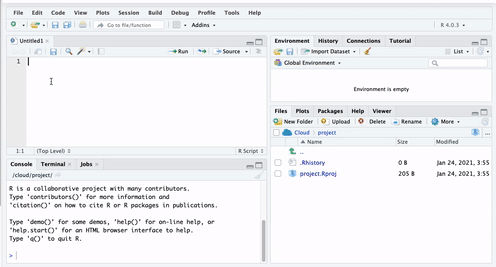 File Edit Code View Plots Session Build Debug Profile Tools Help
Go to file/function Addins R 4.0.3
Untitled1
Run Source
1
1:1 (Top Level) R Script
Console Terminal Jobs
/cloud/project/
R is a collaborative project with many contributors.
Type 'contributors()' for more information and
'citation()' on how to cite R or R packages in publications.
Type 'demo()' for some demos, 'help()' for on-line help, or
'help.start()' for an HTML browser interface to help.
Type 'q()' to quit R.
>
Environment History Connections Tutorial
Import Dataset List
Global Environment
Environment is empty
Files Plots Packages Help Viewer
New Folder Upload Delete Rename More
Cloud project ...
Name Size Modified
..
.Rhistory 0 B Jan 24, 2021, 3:55
project.Rproj 205 B Jan 24, 2021, 3:55